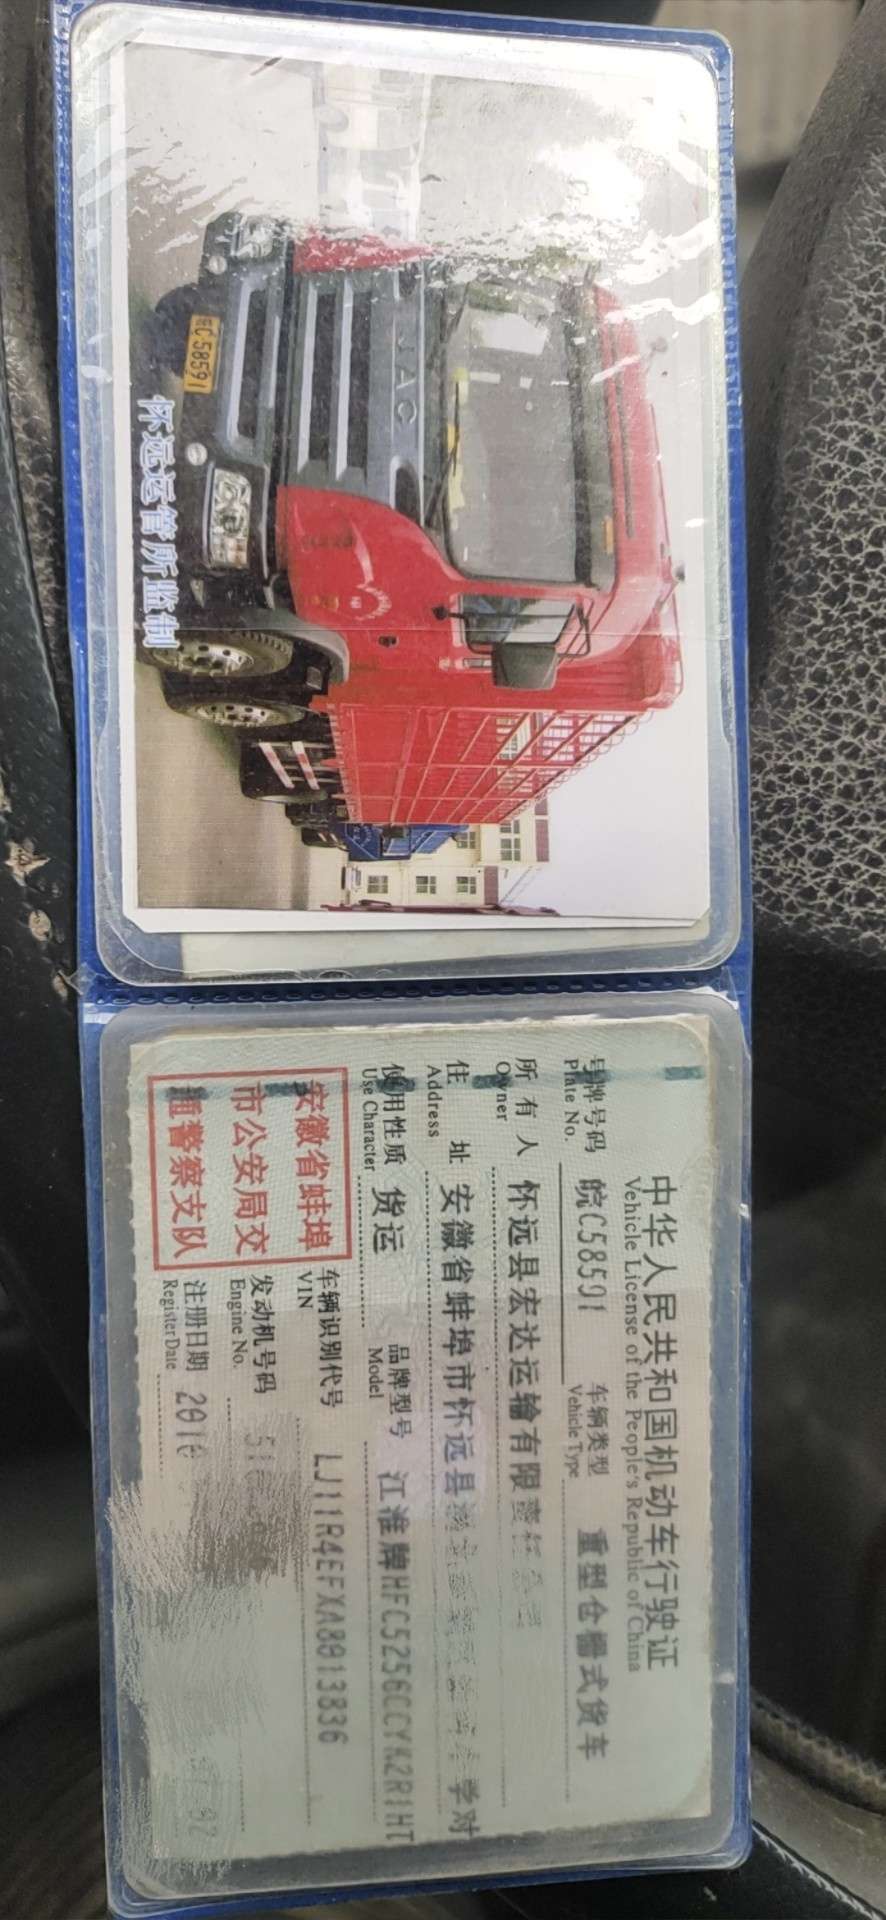 JAC
皖C58591
怀远运管所监制
中华人民共和国机动车行驶证
Vehicle License of the People's Republic of China
号牌号码 皖C58591 车辆类型 重型仓栅式货车
Plate No. Vehicle Type
所有人 怀远县宏达运输有限责任公司
Owner
住址 安徽省蚌埠市怀远县 学对
Address
使用性质 货运 品牌型号 江淮牌HFC5256CCYK2R1HT
Use Character Model
安徽省蚌埠
市公安局交
通警察支队
车辆识别代号 LJ11R4EFXA8013836
VIN
发动机号码
Engine No.
注册日期 2010
Register Date